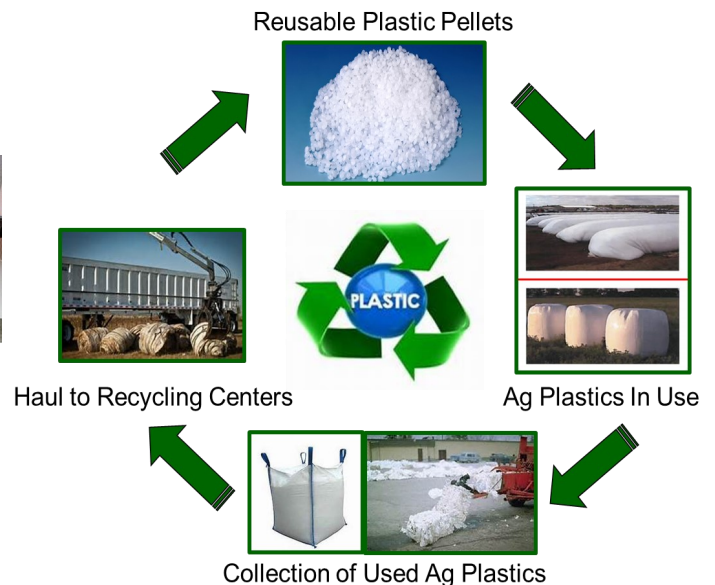 Reusable Plastic Pellets
PLASTIC
Haul to Recycling Centers
Ag Plastics In Use
Collection of Used Ag Plastics